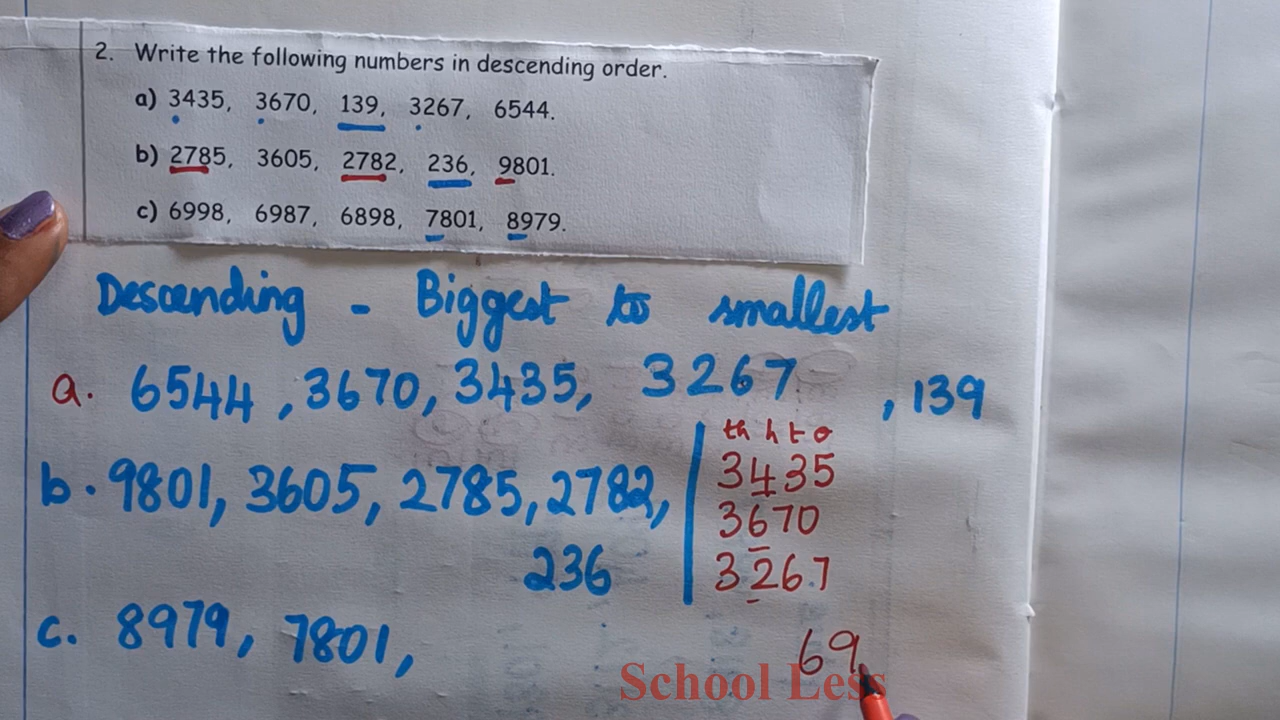 2. Write the following numbers in descending order.
a) 3435, 3670, 139, 3267, 6544.
b) 2785, 3605, 2782, 236, 9801.
c) 6998, 6987, 6898, 7801, 8979.
Descending - Biggest to smallest
a. 6544, 3670, 3435, 3267, 139
b. 9801, 3605, 2785, 2782,
236
th h t o
3435
3670
3267
c. 8979, 7801,
69
School Less